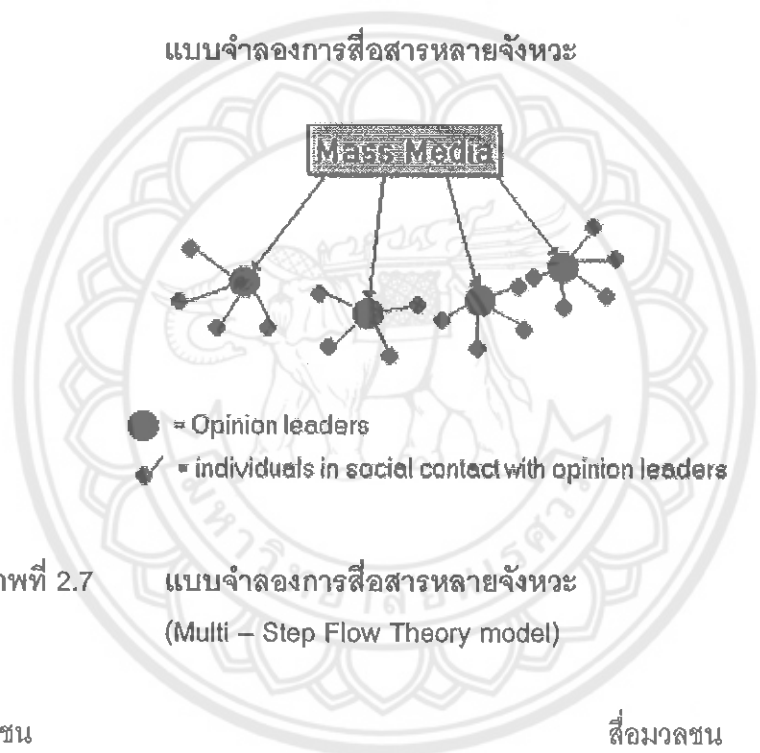 แบบจำลองการสื่อสารหลายจังหวะ
Mass Media
= Opinion leaders
= individuals in social contact with opinion leaders
าพที่ 2.7 แบบจำลองการสื่อสารหลายจังหวะ
(Multi – Step Flow Theory model)
ชน สื่อมวลชน